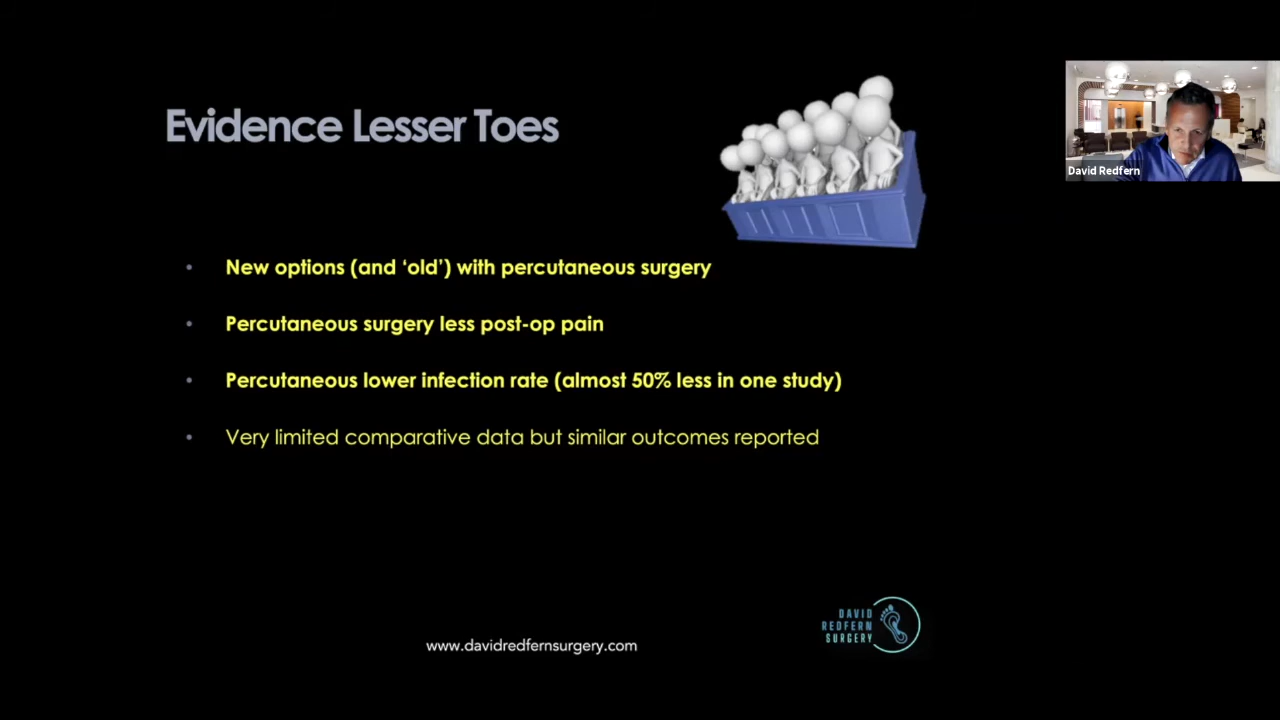 Evidence Lesser Toes
David Redfern
• New options (and ‘old’) with percutaneous surgery
• Percutaneous surgery less post-op pain
• Percutaneous lower infection rate (almost 50% less in one study)
• Very limited comparative data but similar outcomes reported
DAVID
REDFERN
SURGERY
www.davidredfernsurgery.com